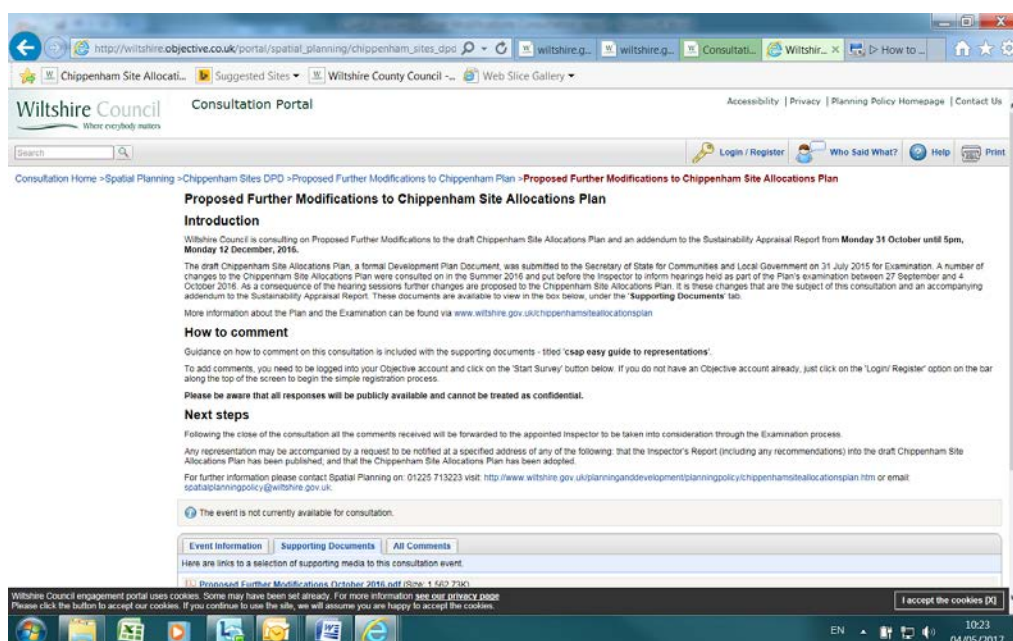 http://wiltshire.objective.co.uk/portal/spatial_planning/chippenham_sites_dpd
wiltshire.g...
wiltshire.g...
Consultati...
Wiltshir...
How to ...
Chippenham Site Allocati...
Suggested Sites
Wiltshire County Council -...
Web Slice Gallery
Wiltshire Council
Where everybody matters
Consultation Portal
Accessibility | Privacy | Planning Policy Homepage | Contact Us
Search
Login / Register
Who Said What?
Help
Print
Consultation Home >Spatial Planning >Chippenham Sites DPD >Proposed Further Modifications to Chippenham Plan >Proposed Further Modifications to Chippenham Site Allocations Plan
Proposed Further Modifications to Chippenham Site Allocations Plan
Introduction
Wiltshire Council is consulting on Proposed Further Modifications to the draft Chippenham Site Allocations Plan and an addendum to the Sustainability Appraisal Report from Monday 31 October until 5pm,
Monday 12 December, 2016.
The draft Chippenham Site Allocations Plan, a formal Development Plan Document, was submitted to the Secretary of State for Communities and Local Government on 31 July 2015 for Examination. A number of
changes to the Chippenham Site Allocations Plan were consulted on in the Summer 2016 and put before the Inspector to inform hearings held as part of the Plan's examination between 27 September and 4
October 2016. As a consequence of the hearing sessions further changes are proposed to the Chippenham Site Allocations Plan. It is these changes that are the subject of this consultation and an accompanying
addendum to the Sustainability Appraisal Report. These documents are available to view in the box below, under the 'Supporting Documents' tab.
More information about the Plan and the Examination can be found via www.wiltshire.gov.uk/chippenhamsiteallocationsplan
How to comment
Guidance on how to comment on this consultation is included with the supporting documents - titled 'csap easy guide to representations'.
To add comments, you need to be logged into your Objective account and click on the 'Start Survey' button below. If you do not have an Objective account already, just click on the 'Login/ Register' option on the bar
along the top of the screen to begin the simple registration process.
Please be aware that all responses will be publicly available and cannot be treated as confidential.
Next steps
Following the close of the consultation all the comments received will be forwarded to the appointed Inspector to be taken into consideration through the Examination process.
Any representation may be accompanied by a request to be notified at a specified address of any of the following: that the Inspector's Report (including any recommendations) into the draft Chippenham Site
Allocations Plan has been published, and that the Chippenham Site Allocations Plan has been adopted.
For further information please contact Spatial Planning on: 01225 713223 visit: http://www.wiltshire.gov.uk/planninganddevelopment/planningpolicy/chippenhamsiteallocationsplan.htm or email:
spatialplanningpolicy@wiltshire.gov.uk.
The event is not currently available for consultation.
Event Information
Supporting Documents
All Comments
Here are links to a selection of supporting media to this consultation event.
Proposed Further Modifications October 2016.pdf (Size: 1,562.73K)
Wiltshire Council engagement portal uses cookies. Some may have been set already. For more information see our privacy page
Please click the button to accept our cookies. If you continue to use the site, we will assume you are happy to accept the cookies.
I accept the cookies [X]
EN
10:23
04/05/2017